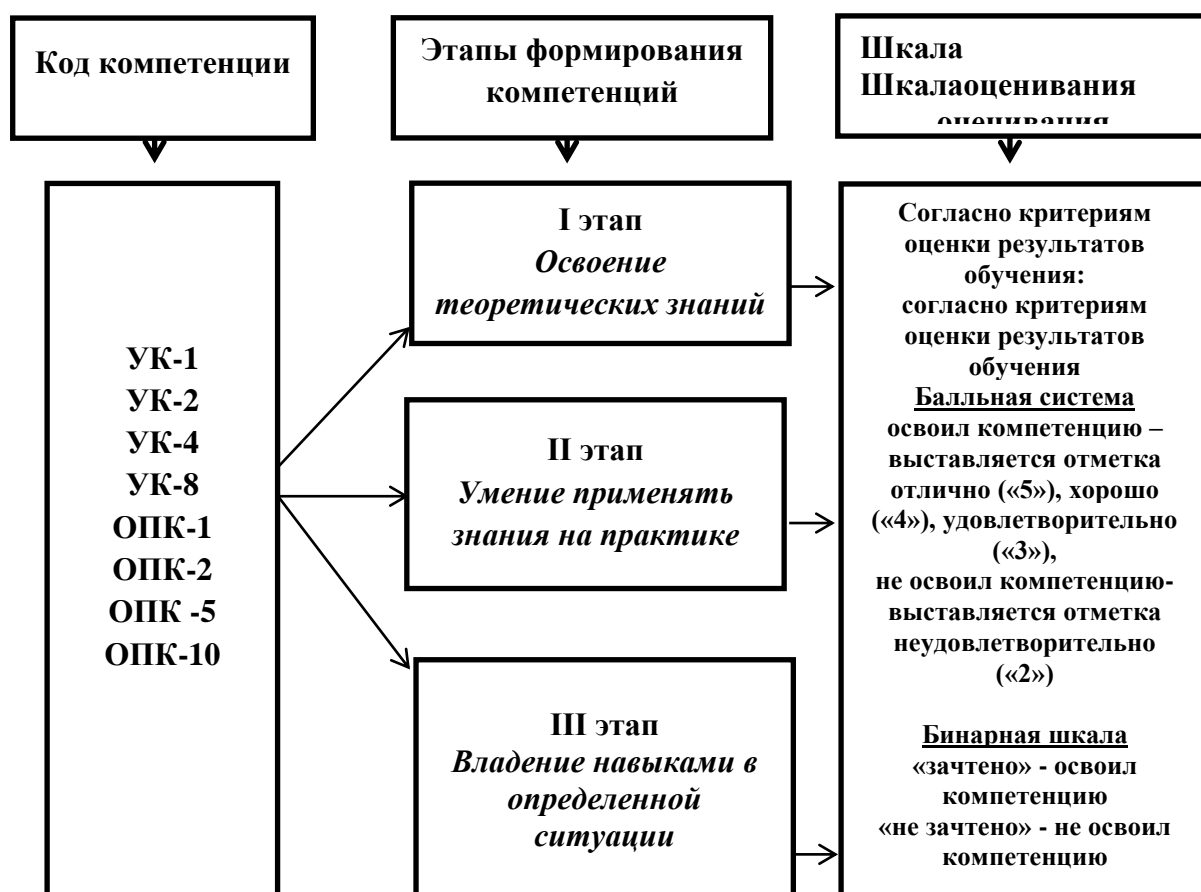 Код компетенции
Этапы формирования
компетенций
Шкала
Шкалаоценивания
оценивания
УК-1
УК-2
УК-4
УК-8
ОПК-1
ОПК-2
ОПК -5
ОПК-10
I этап
Освоение
теоретических знаний
II этап
Умение применять
знания на практике
III этап
Владение навыками в
определенной
ситуации
Согласно критериям
оценки результатов
обучения:
согласно критериям
оценки результатов
обучения
Балльная система
освоил компетенцию –
выставляется отметка
отлично («5»), хорошо
(«4»), удовлетворительно
(«3»),
не освоил компетенцию-
выставляется отметка
неудовлетворительно
(«2»)
Бинарная шкала
«зачтено» - освоил
компетенцию
«не зачтено» - не освоил
компетенцию